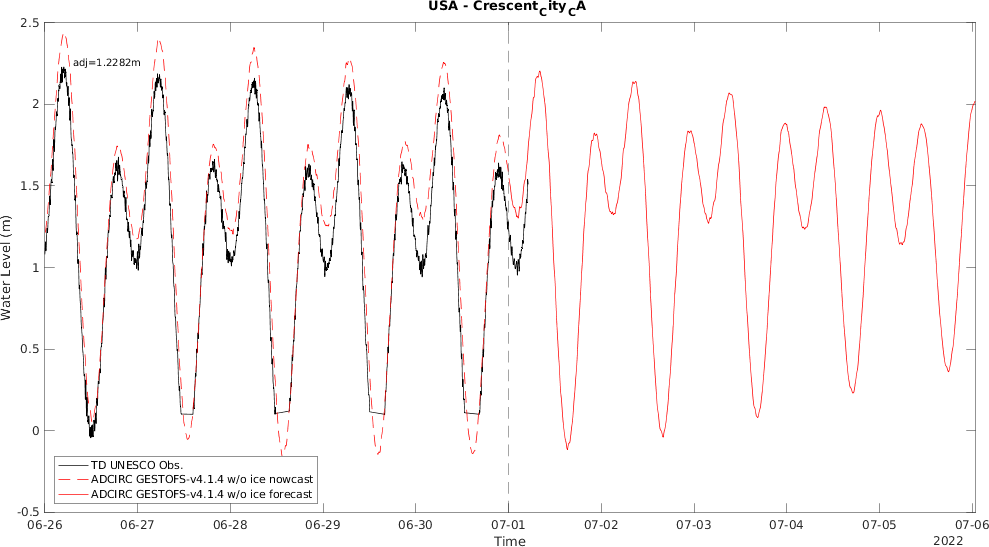 USA - Crescent_City_CA
2.5
adj=1.2282m
2
1.5
1
0.5
0
-0.5
Water Level (m)
TD UNESCO Obs.
ADCIRC GESTOFS-v4.1.4 w/o ice nowcast
ADCIRC GESTOFS-v4.1.4 w/o ice forecast
06-26 06-27 06-28 06-29 06-30 07-01 07-02 07-03 07-04 07-05 07-06
Time
2022